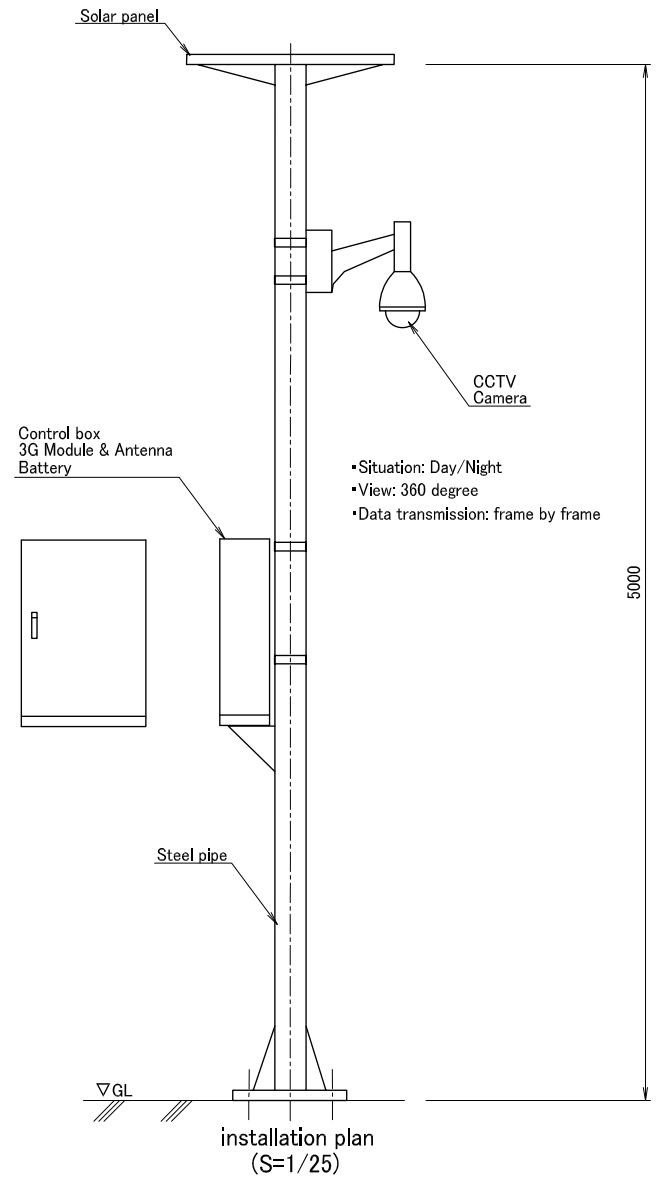 Solar panel
CCTV
Camera
Control box
3G Module & Antenna
Battery
▪Situation: Day/Night
▪View: 360 degree
▪Data transmission: frame by frame
5000
Steel pipe
▽GL
installation plan
(S=1/25)